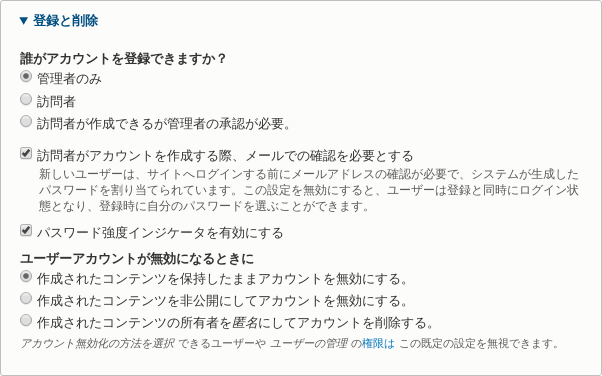 登録と削除
誰がアカウントを登録できますか？
管理者のみ
訪問者
訪問者が作成できるが管理者の承認が必要。
訪問者がアカウントを作成する際、メールでの確認を必要とする
新しいユーザーは、サイトへログインする前にメールアドレスの確認が必要で、システムが生成した
パスワードを割り当てられています。この設定を無効にすると、ユーザーは登録と同時にログイン状
態となり、登録時に自分のパスワードを選ぶことができます。
パスワード強度インジケータを有効にする
ユーザーアカウントが無効になるときに
作成されたコンテンツを保持したままアカウントを無効にする。
作成されたコンテンツを非公開にしてアカウントを無効にする。
作成されたコンテンツの所有者を匿名にしてアカウントを削除する。
アカウント無効化の方法を選択 できるユーザーや ユーザーの管理 の権限は この既定の設定を無視できます。